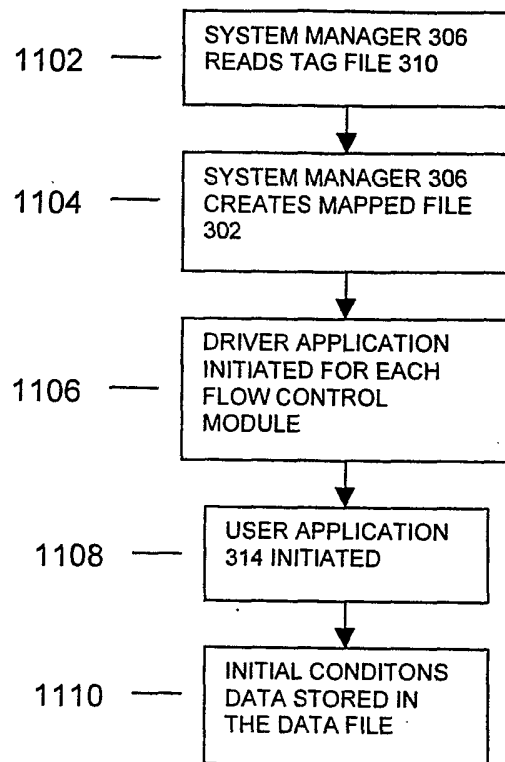 1102
SYSTEM MANAGER 306
READS TAG FILE 310
1104
SYSTEM MANAGER 306
CREATES MAPPED FILE
302
1106
DRIVER APPLICATION
INITIATED FOR EACH
FLOW CONTROL
MODULE
1108
USER APPLICATION
314 INITIATED
1110
INITIAL CONDITONS
DATA STORED IN
THE DATA FILE